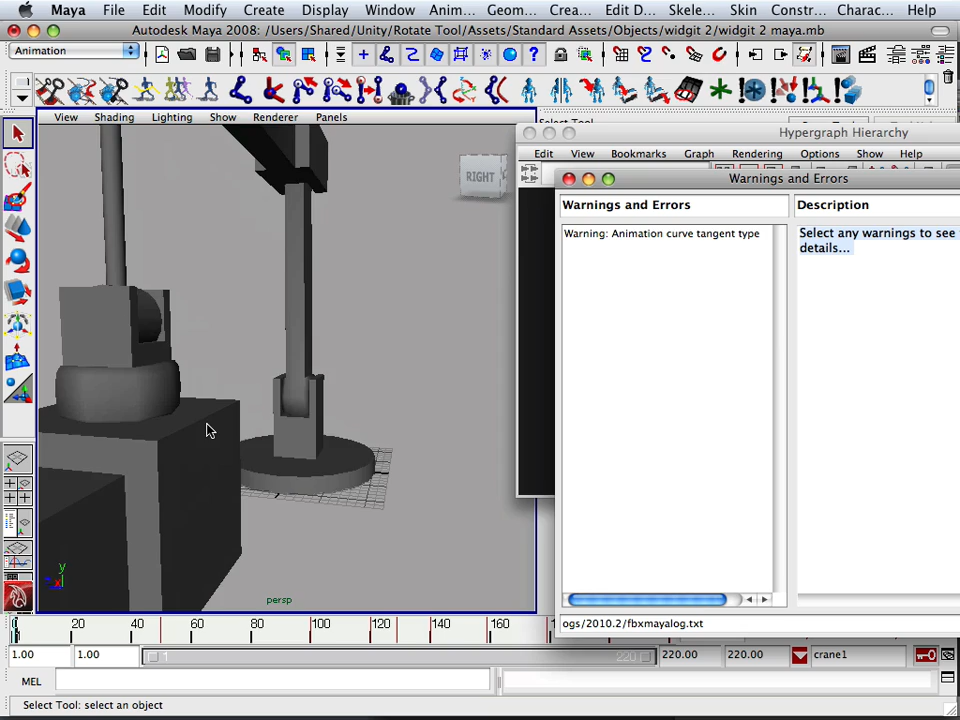 Maya File Edit Modify Create Display Window Anim... Geom... Crea... Edit D... Skele... Skin Constr... Charac... Help
Autodesk Maya 2008: /Users/Shared/Unity/Rotate Tool/Assets/Standard Assets/Objects/widgit 2/widgit 2 maya.mb
Animation
View Shading Lighting Show Renderer Panels
Hypergraph Hierarchy
Edit View Bookmarks Graph Rendering Options Show Help
RIGHT
Warnings and Errors
Warnings and Errors
Description
Warning: Animation curve tangent type
Select any warnings to see
details...
y
persp
ogs/2010.2/fbxmayalog.txt
20 40 60 80 100 120 140 160
1.00 1.00 1 220 220.00 220.00 crane1
MEL
Select Tool: select an object